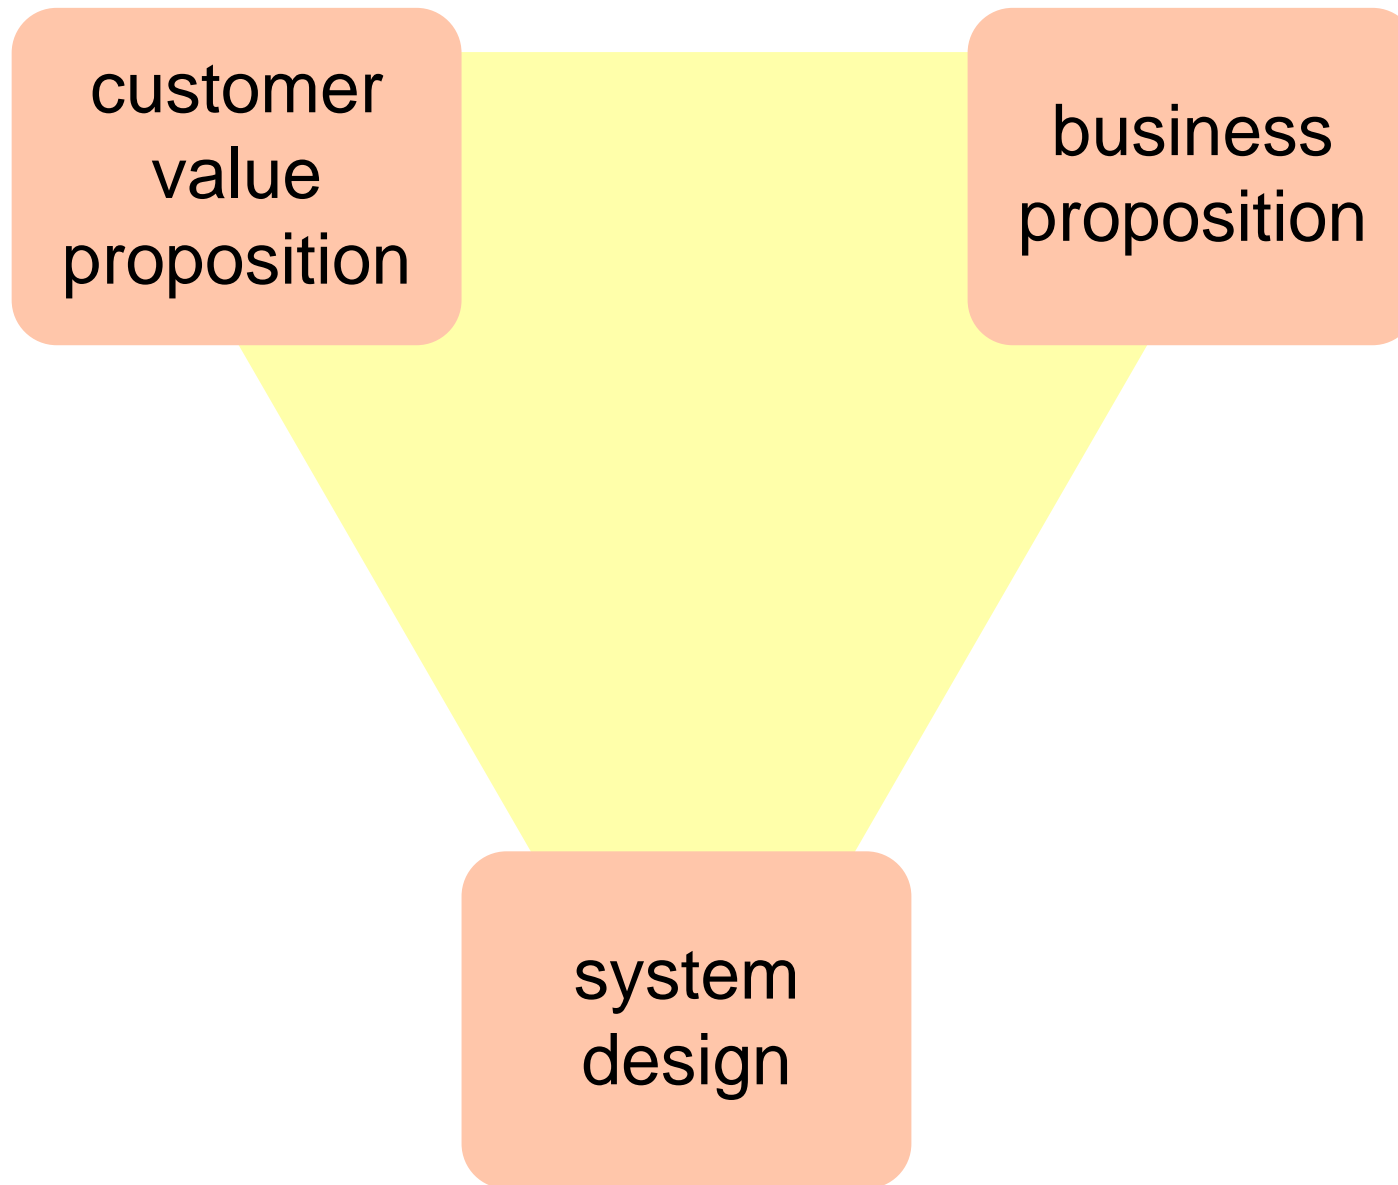 customer
value
proposition
business
proposition
system
design